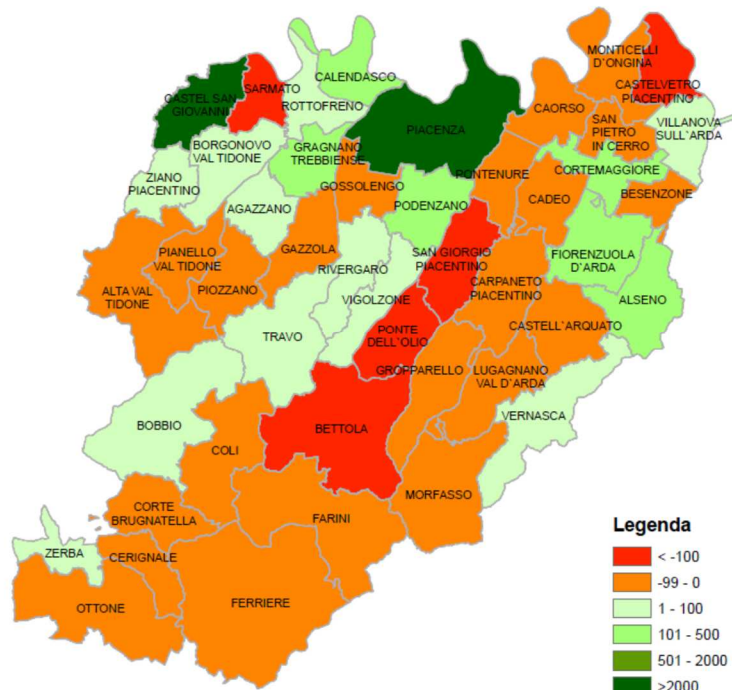 MONTICELLI
D'ONGINA
CALENDASCO
SARMATO
CASTELVETRO
PIACENTINO
CASTEL SAN
GIOVANNI
ROTTOFRENO
CAORSO
SAN
PIETRO
IN CERRO
VILLANOVA
SULL'ARDA
PIACENZA
BORGONOVO
VAL TIDONE
GRAGNANO
TREBBIENSE
ZIANO
PIACENTINO
GOSSOLENGO
PONTENURE
CORTEMAGGIORE
CADEO
BESENZONE
AGAZZANO
PODENZANO
PIANELLO
VAL TIDONE
GAZZOLA
RIVERGARO
SAN GIORGIO
PIACENTINO
FIORENZUOLA
D'ARDA
ALTA VAL
TIDONE
PIOZZANO
VIGOLZONE
CARPANETO
PIACENTINO
ALSENO
TRAVO
PONTE
DELL'OLIO
CASTELL'ARQUATO
GROPPARELLO
LUGAGNANO
VAL D'ARDA
BOBBIO
BETTOLA
VERNASCA
COLI
MORFASSO
CORTE
BRUGNATELLA
FARINI
ZERBA
CERIGNALE
OTTONE
FERRIERE
Legenda
< -100
-99 - 0
1 - 100
101 - 500
501 - 2000
>2000